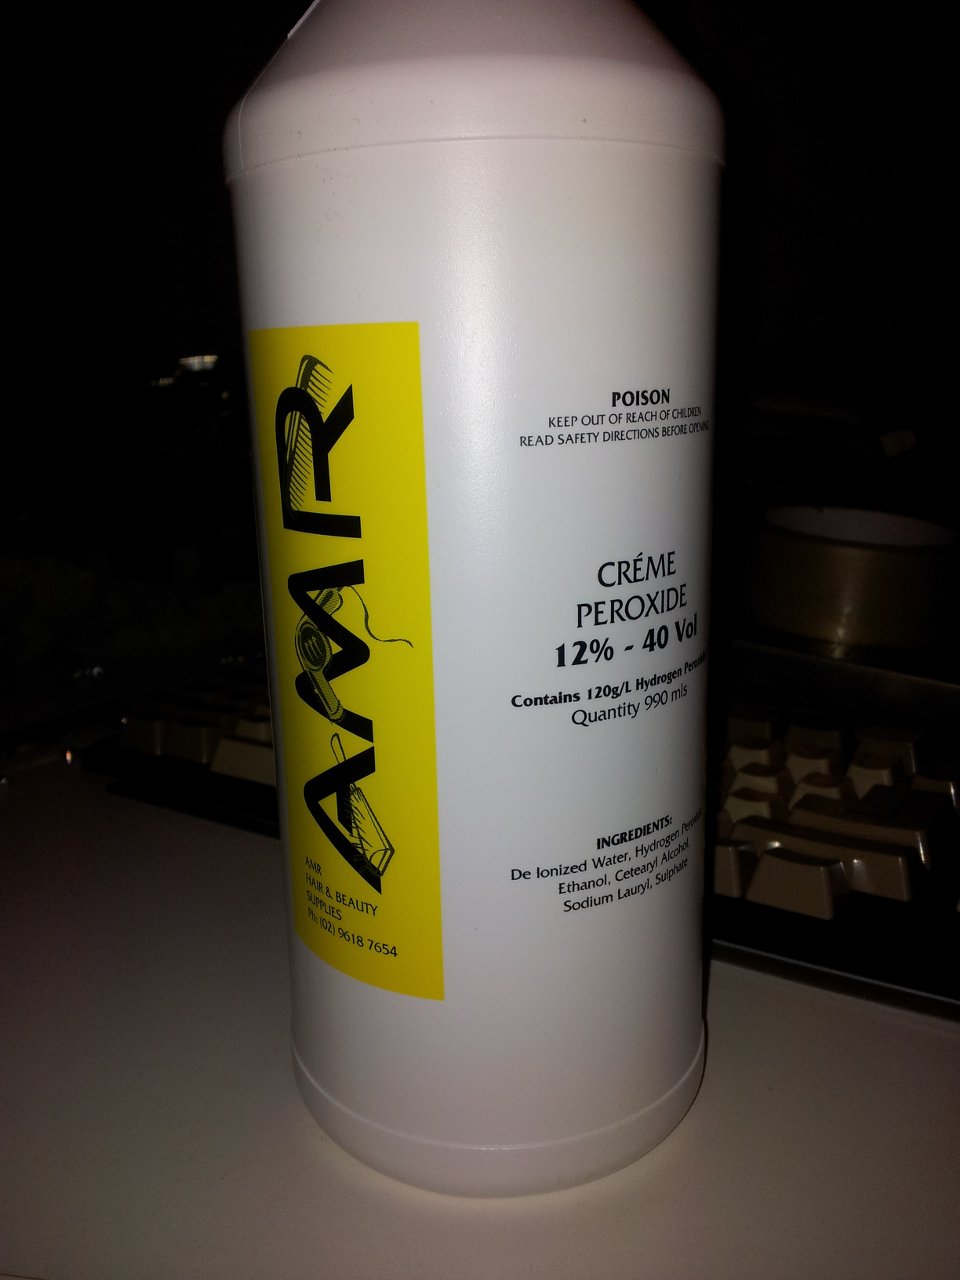 AMR
AMR
HAIR & BEAUTY
SUPPLIES
Ph: (02) 9618 7654
POISON
KEEP OUT OF REACH OF CHILDREN
READ SAFETY DIRECTIONS BEFORE OPENING
CRÉME
PEROXIDE
12% - 40 Vol
Contains 120g/L Hydrogen Peroxide
Quantity 990 mls
INGREDIENTS:
De Ionized Water, Hydrogen Peroxide
Ethanol, Cetearyl Alcohol,
Sodium Lauryl, Sulphate